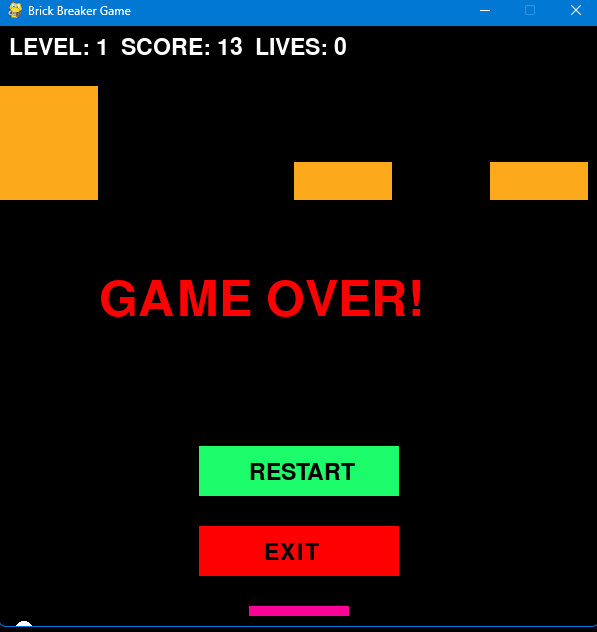 Brick Breaker Game
LEVEL: 1 SCORE: 13 LIVES: 0
GAME OVER!
RESTART
EXIT